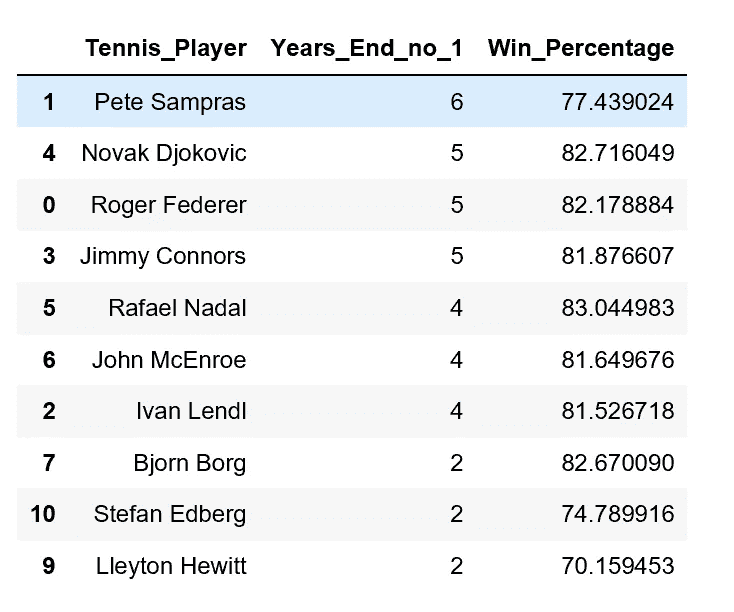 Tennis_Player Years_End_no_1 Win_Percentage
1 Pete Sampras 6 77.439024
4 Novak Djokovic 5 82.716049
0 Roger Federer 5 82.178884
3 Jimmy Connors 5 81.876607
5 Rafael Nadal 4 83.044983
6 John McEnroe 4 81.649676
2 Ivan Lendl 4 81.526718
7 Bjorn Borg 2 82.670090
10 Stefan Edberg 2 74.789916
9 Lleyton Hewitt 2 70.159453